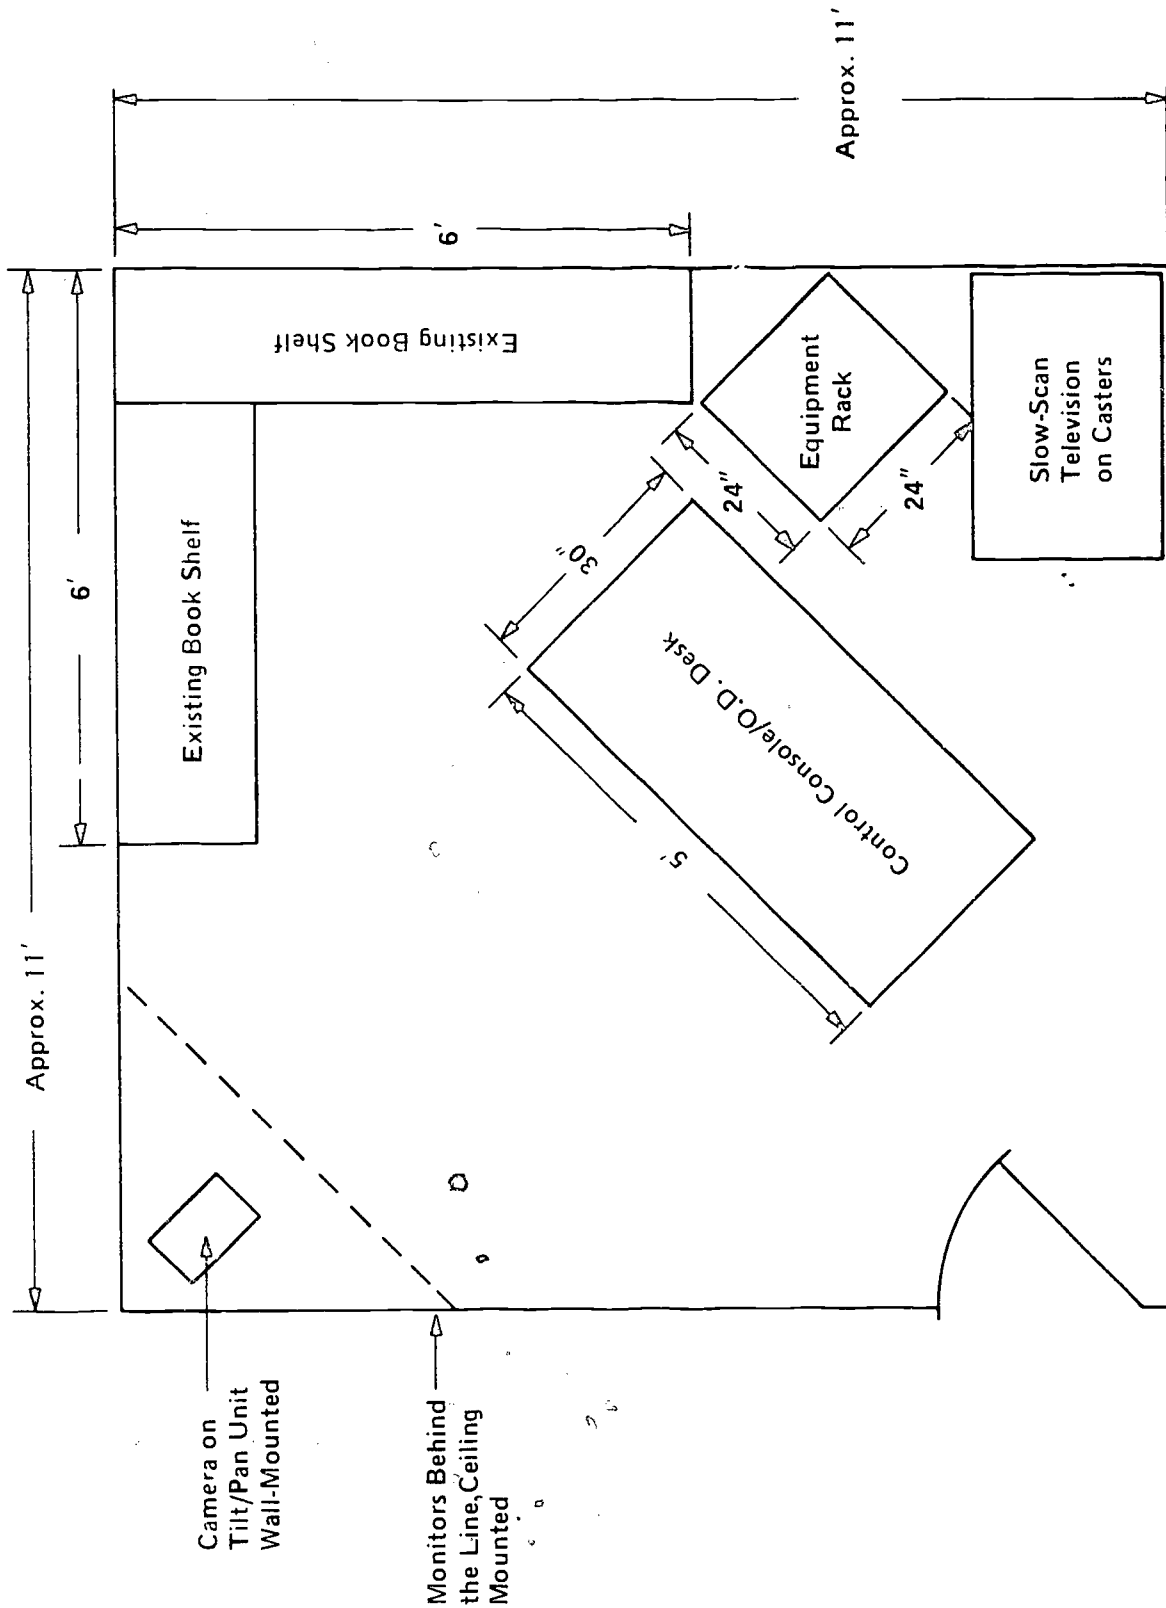 Approx. 11'
6'
Existing Book Shelf
Existing Book Shelf
6'
Approx. 11'
Camera on
Tilt/Pan Unit
Wall-Mounted
Monitors Behind
the Line, Ceiling
Mounted
5'
30"
Control Console/O.D. Desk
24"
24"
Equipment
Rack
Slow-Scan
Television
on Casters